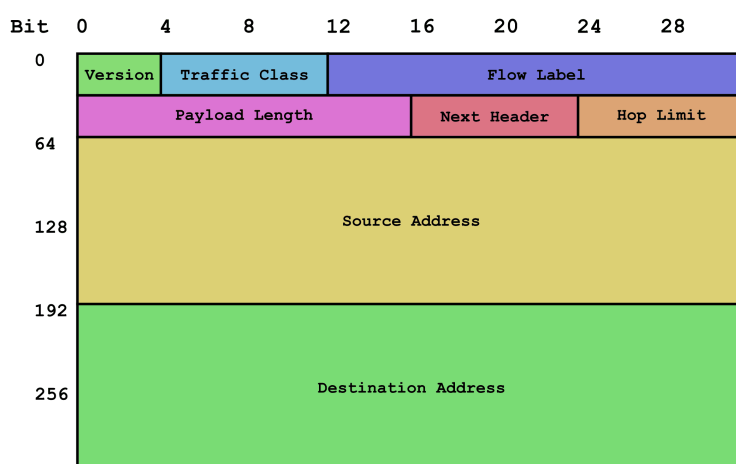 Bit 0 4 8 12 16 20 24 28
0
Version Traffic Class Flow Label
Payload Length Next Header Hop Limit
64
Source Address
128
192
Destination Address
256